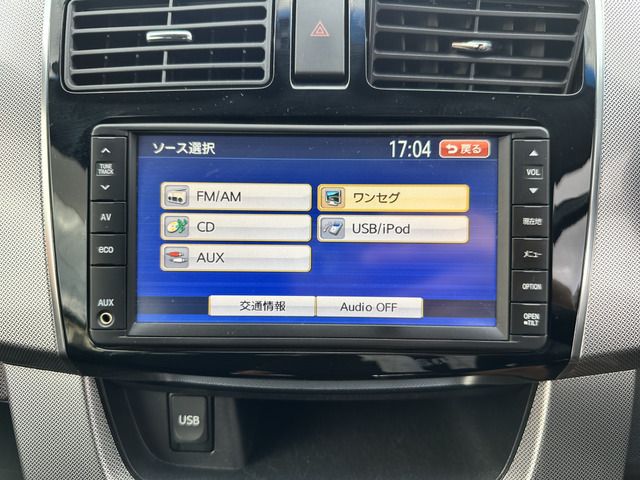 ソース選択
17:04
戻る
FM/AM
ワンセグ
CD
USB/iPod
AUX
交通情報
Audio OFF
TUNE
TRACK
AV
eco
AUX
VOL
現在地
メニュー
OPTION
OPEN
TILT
USB